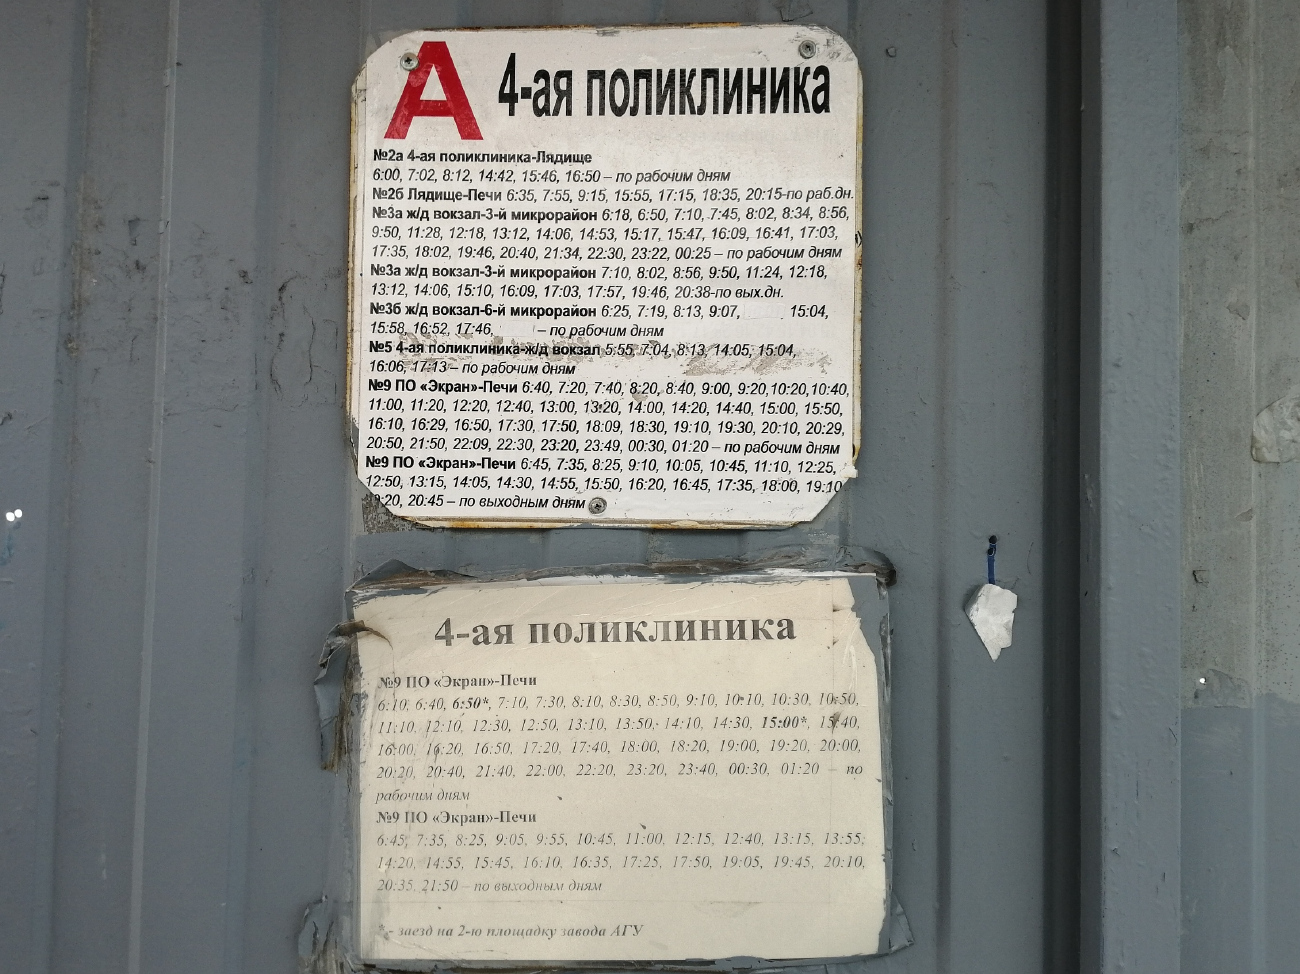 А 4-ая поликлиника
№2а 4-ая поликлиника-Лядище
6:00, 7:02, 8:12, 14:42, 15:46, 16:50 – по рабочим дням
№2б Лядище-Печи 6:35, 7:55, 9:15, 15:55, 17:15, 18:35, 20:15-по раб.дн.
№3а ж/д вокзал-3-й микрорайон 6:18, 6:50, 7:10, 7:45, 8:02, 8:34, 8:56,
9:50, 11:28, 12:18, 13:12, 14:06, 14:53, 15:17, 15:47, 16:09, 16:41, 17:03,
17:35, 18:02, 19:46, 20:40, 21:34, 22:30, 23:22, 00:25 – по рабочим дням
№3а ж/д вокзал-3-й микрорайон 7:10, 8:02, 8:56, 9:50, 11:24, 12:18,
13:12, 14:06, 15:10, 16:09, 17:03, 17:57, 19:46, 20:38-по вых.дн.
№3б ж/д вокзал-6-й микрорайон 6:25, 7:19, 8:13, 9:07, 15:04,
15:58, 16:52, 17:46, – по рабочим дням
№5 4-ая поликлиника-ж/д вокзал 5:55, 7:04, 8:13, 14:05, 15:04,
16:06, 17:13 – по рабочим дням
№9 ПО «Экран»-Печи 6:40, 7:20, 7:40, 8:20, 8:40, 9:00, 9:20,10:20,10:40,
11:00, 11:20, 12:20, 12:40, 13:00, 13:20, 14:00, 14:20, 14:40, 15:00, 15:50,
16:10, 16:29, 16:50, 17:30, 17:50, 18:09, 18:30, 19:10, 19:30, 20:10, 20:29,
20:50, 21:50, 22:09, 22:30, 23:20, 23:49, 00:30, 01:20 – по рабочим дням
№9 ПО «Экран»-Печи 6:45, 7:35, 8:25, 9:10, 10:05, 10:45, 11:10, 12:25,
12:50, 13:15, 14:05, 14:30, 14:55, 15:50, 16:20, 16:45, 17:35, 18:00, 19:10
20:45 – по выходным дням
4-ая поликлиника
№9 ПО «Экран»-Печи
6:10, 6:40, 6:50*, 7:10, 7:30, 8:10, 8:30, 8:50, 9:10, 10:10, 10:30, 10:50,
11:10, 12:10, 12:30, 12:50, 13:10, 13:50, 14:10, 14:30, 15:00*, 15:40,
16:00, 16:20, 16:50, 17:20, 17:40, 18:00, 18:20, 19:00, 19:20, 20:00,
20:20, 20:40, 21:40, 22:00, 22:20, 23:20, 23:40, 00:30, 01:20 – по
рабочим дням
№9 ПО «Экран»-Печи
6:45, 7:35, 8:25, 9:05, 9:55, 10:45, 11:00, 12:15, 12:40, 13:15, 13:55;
14:20, 14:55, 15:45, 16:10, 16:35, 17:25, 17:50, 19:05, 19:45, 20:10,
20:35, 21:50 – по выходным дням
* - заезд на 2-ю площадку завода АГУ